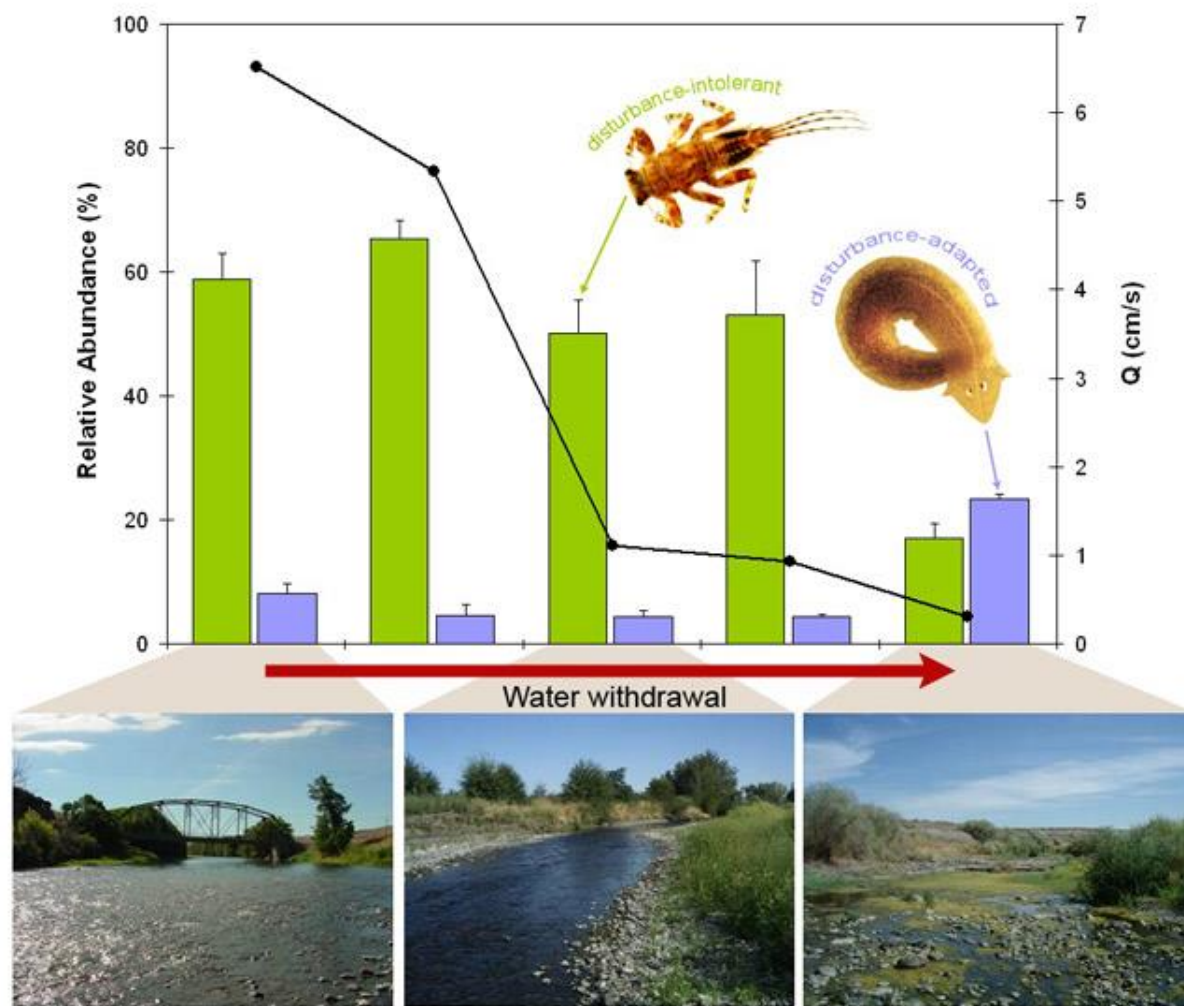 Relative Abundance (%)
100
80
60
40
20
0
disturbance-intolerant
disturbance-adapted
7
6
5
4
3
2
1
0
Q (cm/s)
Water withdrawal